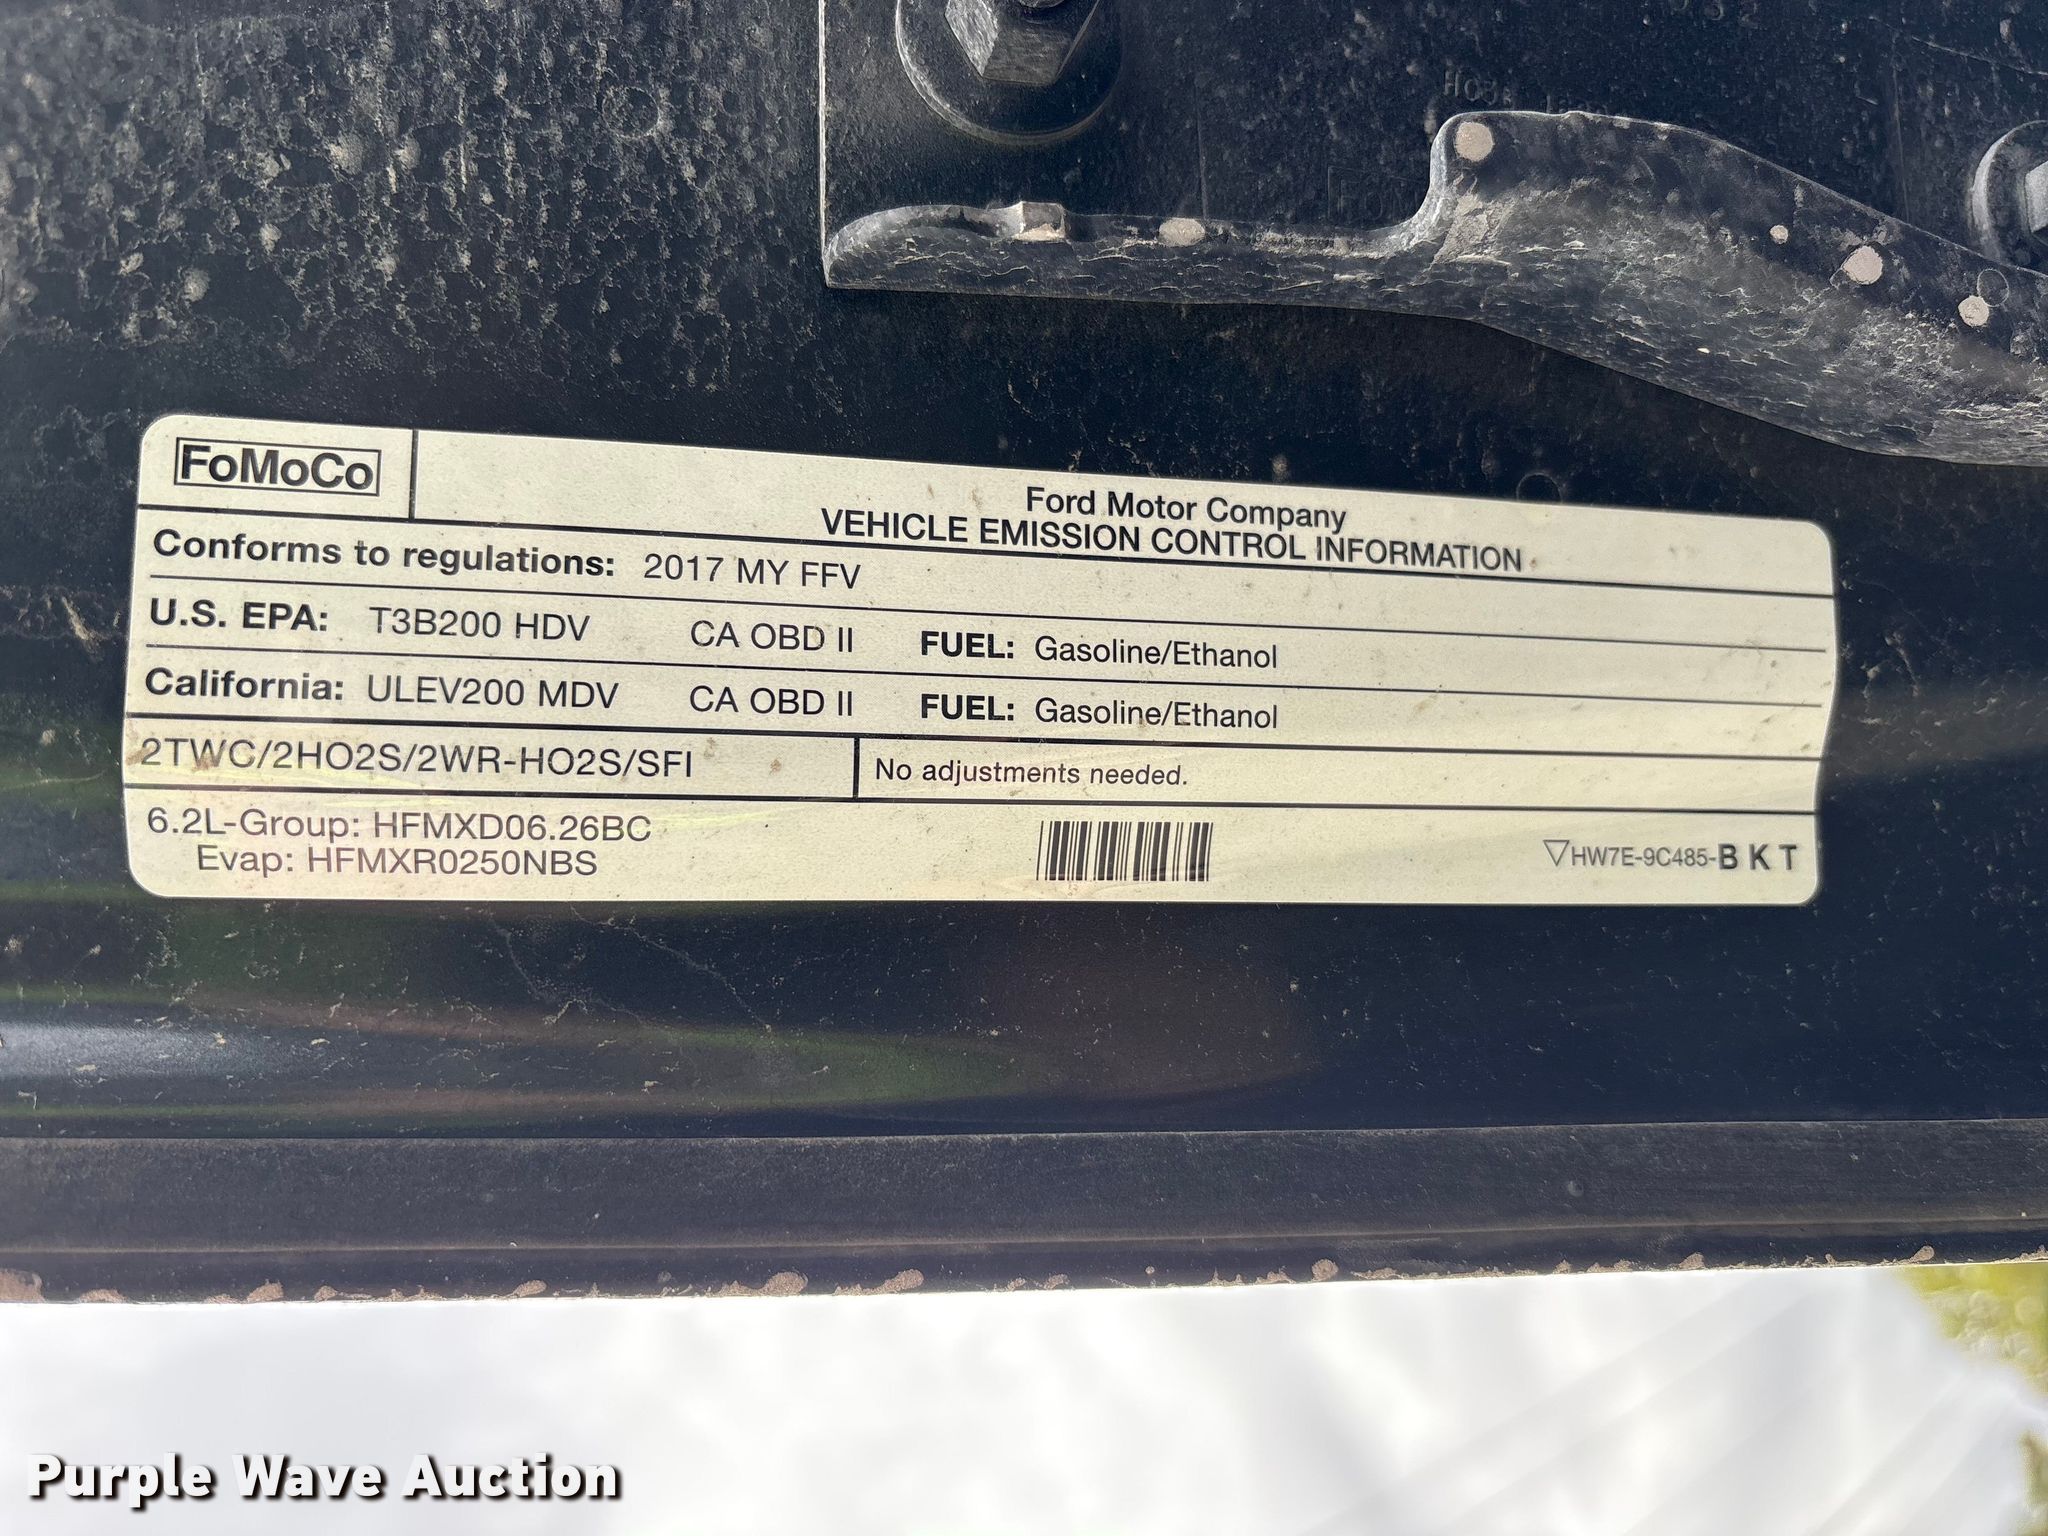 FoMoCo
Ford Motor Company
VEHICLE EMISSION CONTROL INFORMATION
Conforms to regulations: 2017 MY FFV
U.S. EPA: T3B200 HDV CA OBD II FUEL: Gasoline/Ethanol
California: ULEV200 MDV CA OBD II FUEL: Gasoline/Ethanol
2TWC/2HO2S/2WR-HO2S/SFI No adjustments needed.
6.2L-Group: HFMXD06.26BC
Evap: HFMXR0250NBS
HW7E-9C485-B K T
Purple Wave Auction